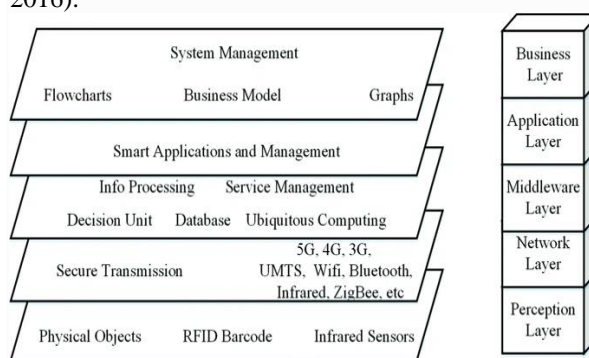 2016).
System Management
Flowcharts Business Model Graphs
Smart Applications and Management
Info Processing Service Management
Decision Unit Database Ubiquitous Computing
Secure Transmission
5G, 4G, 3G,
UMTS, Wifi, Bluetooth,
Infrared, ZigBee, etc
Physical Objects RFID Barcode Infrared Sensors
Business
Layer
Application
Layer
Middleware
Layer
Network
Layer
Perception
Layer